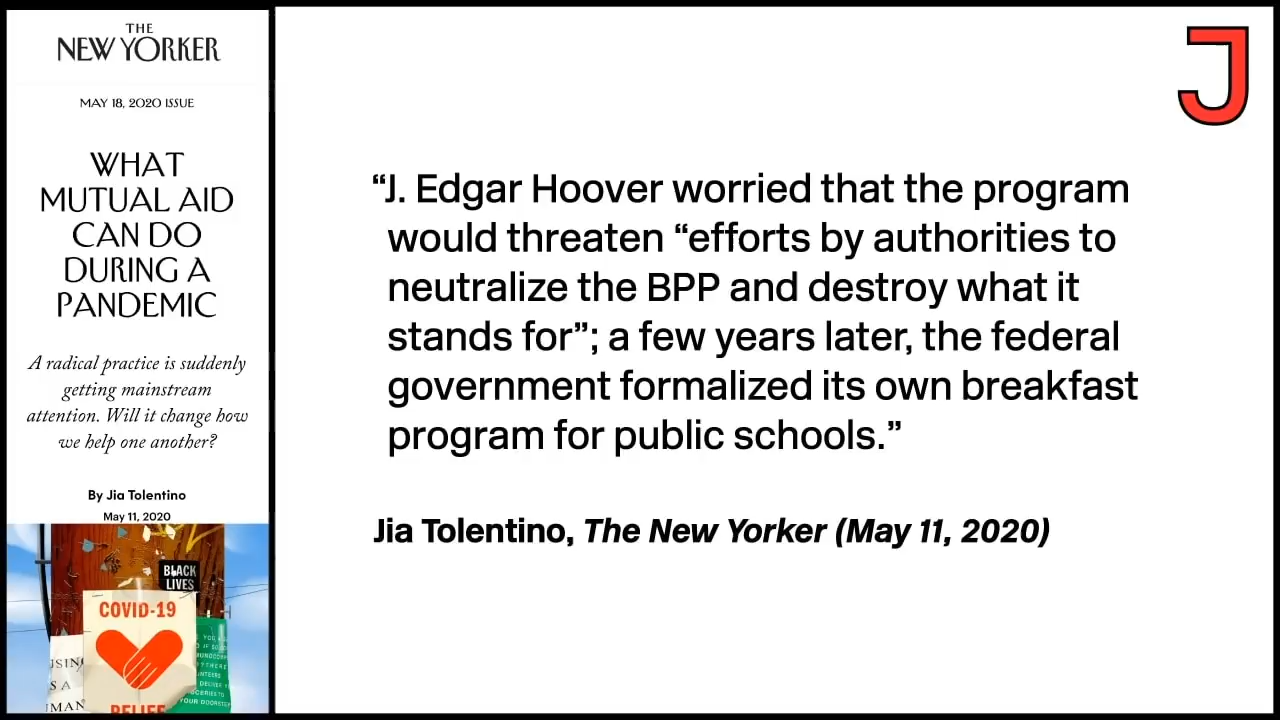 THE
NEW YORKER
MAY 18, 2020 ISSUE
WHAT
MUTUAL AID
CAN DO
DURING A
PANDEMIC
A radical practice is suddenly
getting mainstream
attention. Will it change how
we help one another?
By Jia Tolentino
May 11, 2020
BLACK
LIVES
COVID-19
RELIEF
J
“J. Edgar Hoover worried that the program
would threaten “efforts by authorities to
neutralize the BPP and destroy what it
stands for”; a few years later, the federal
government formalized its own breakfast
program for public schools.”
Jia Tolentino, The New Yorker (May 11, 2020)